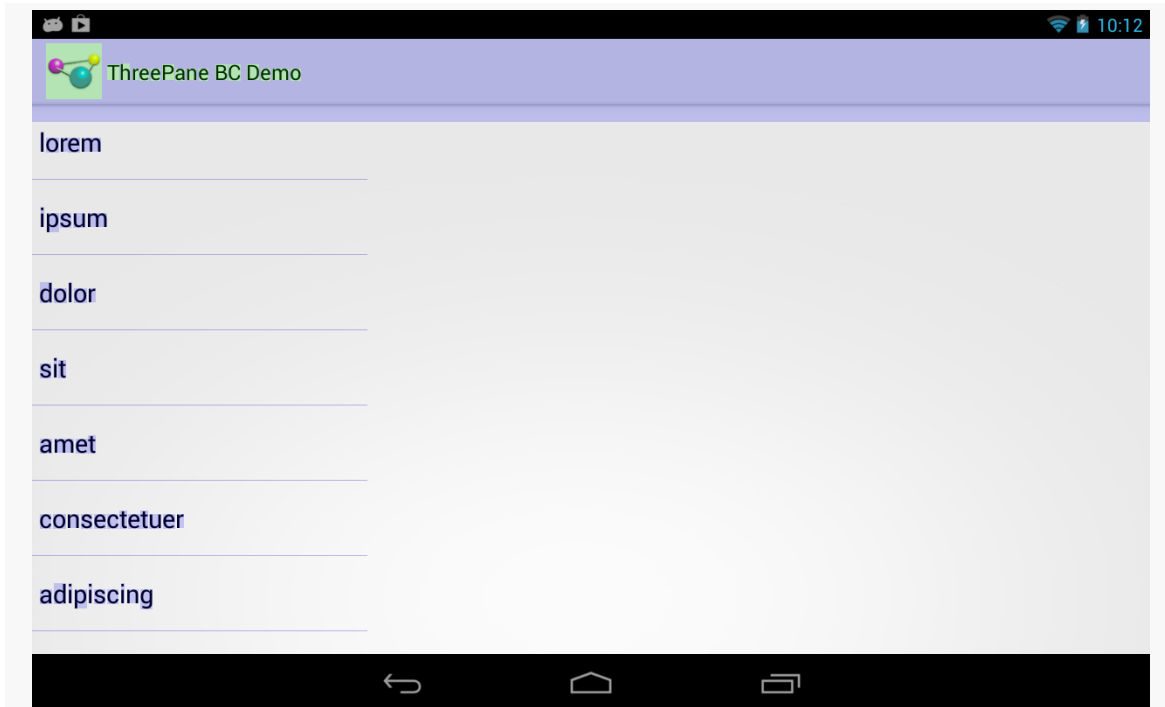 10:12
ThreePane BC Demo
lorem
ipsum
dolor
sit
amet
consectetuer
adipiscing